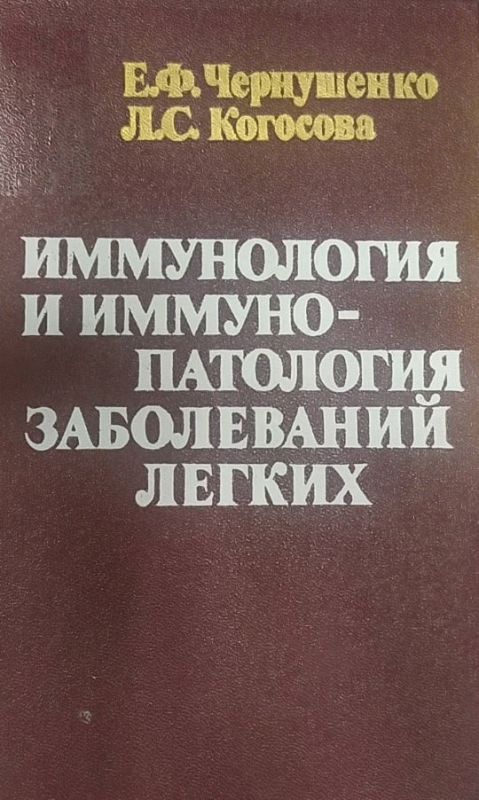 Е.Ф. Чернушенко
Л.С. Когосова
ИММУНОЛОГИЯ
И ИММУНО-
ПАТОЛОГИЯ
ЗАБОЛЕВАНИЙ
ЛЕГКИХ